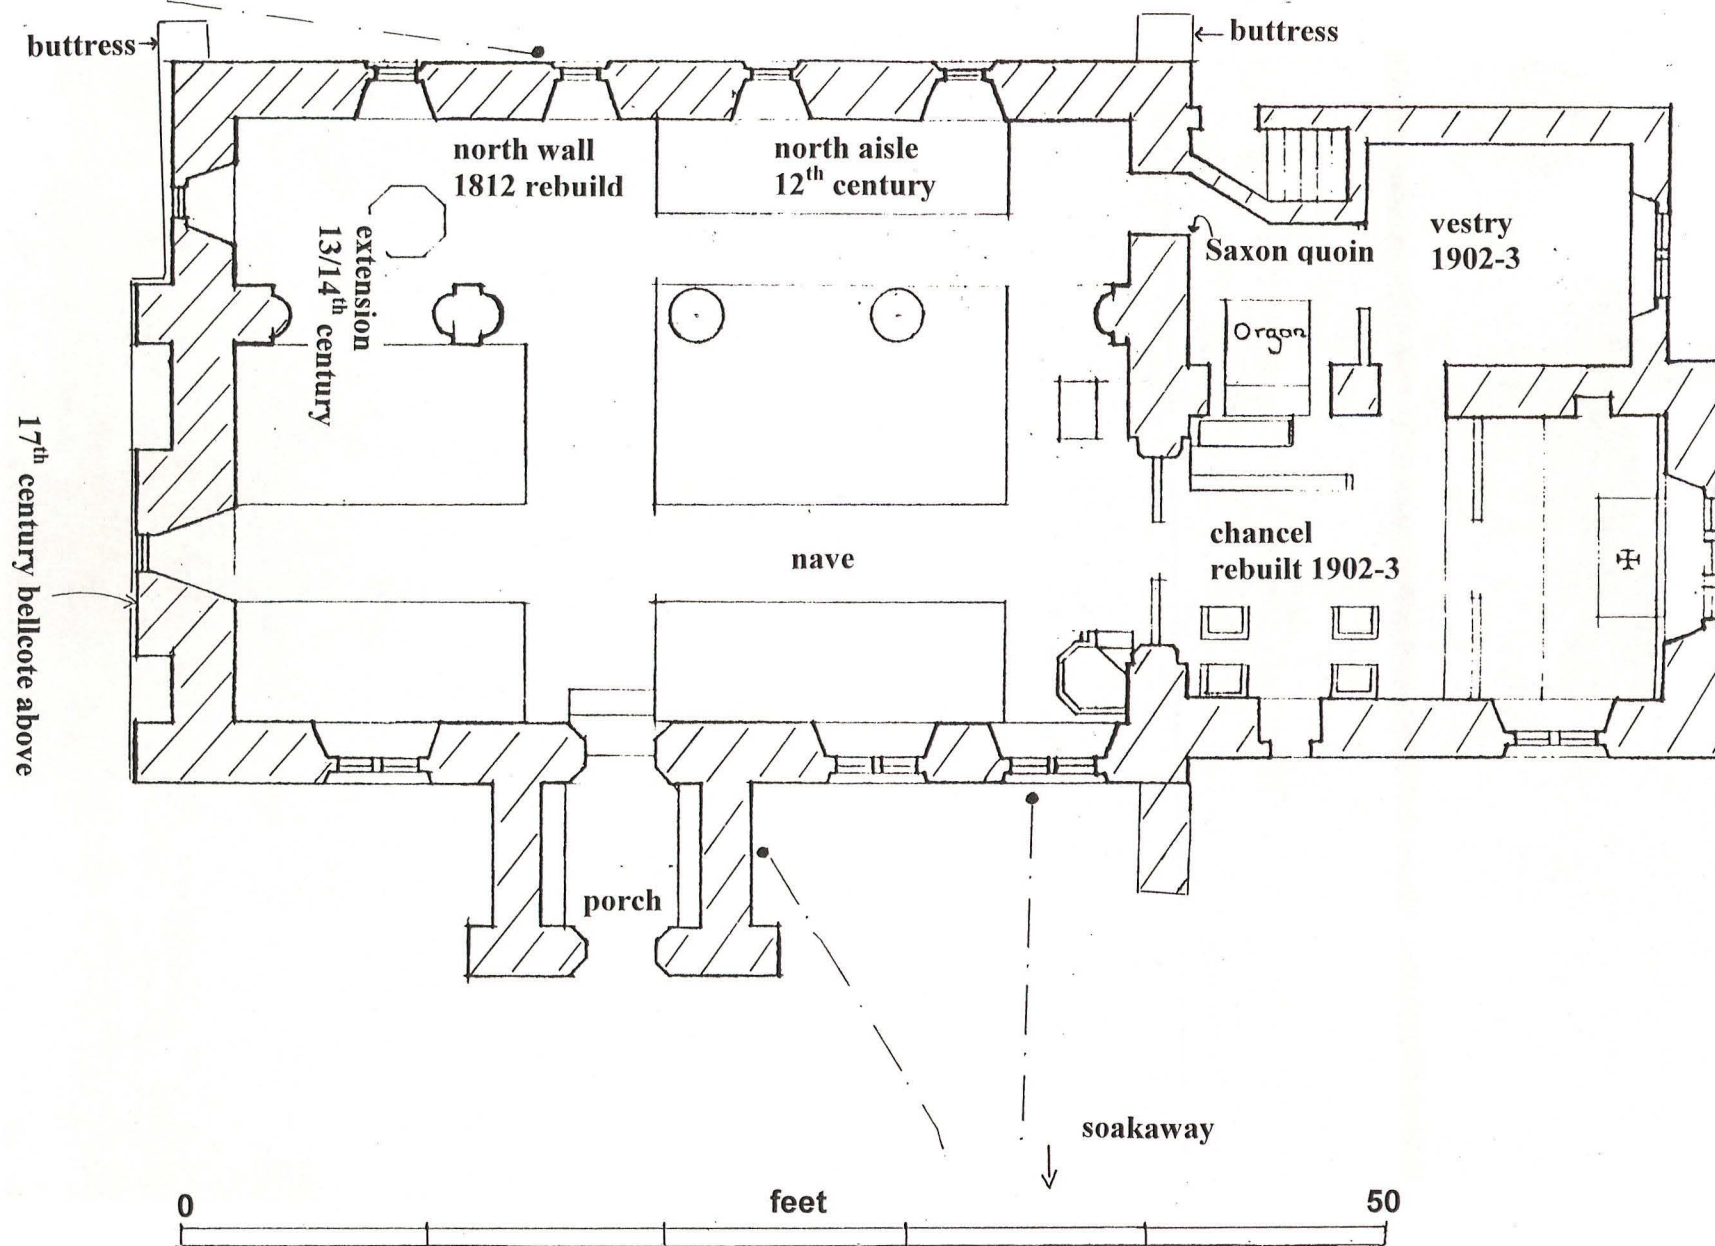 buttress
buttress
north wall
1812 rebuild
north aisle
12th century
extension
13/14th century
Saxon quoin
vestry
1902-3
Organ
17th century bellcote above
nave
chancel
rebuilt 1902-3
porch
soakaway
0 feet 50